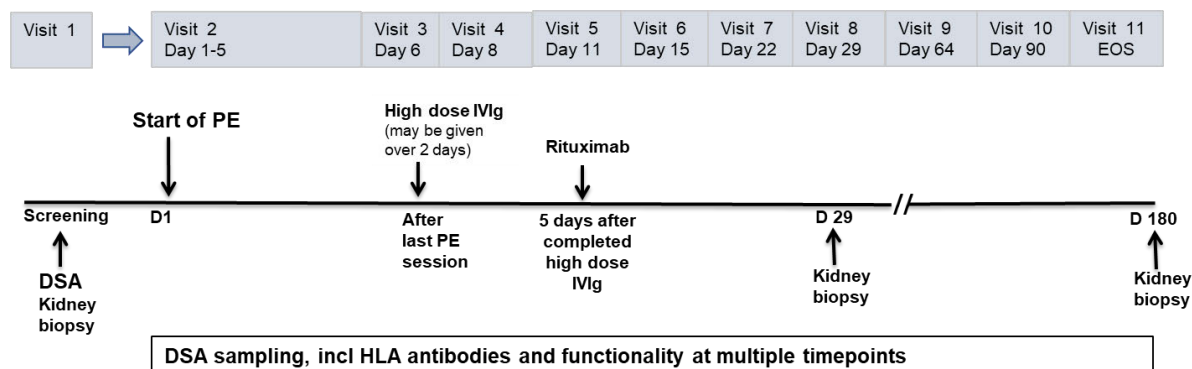 Visit 1
Visit 2
Day 1-5
Visit 3
Day 6
Visit 4
Day 8
Visit 5
Day 11
Visit 6
Day 15
Visit 7
Day 22
Visit 8
Day 29
Visit 9
Day 64
Visit 10
Day 90
Visit 11
EOS
Start of PE
High dose IVIg
(may be given
over 2 days)
Rituximab
Screening
D1
After
last PE
session
5 days after
completed
high dose
IVIg
D 29
D 180
DSA
Kidney
biopsy
Kidney
biopsy
Kidney
biopsy
DSA sampling, incl HLA antibodies and functionality at multiple timepoints